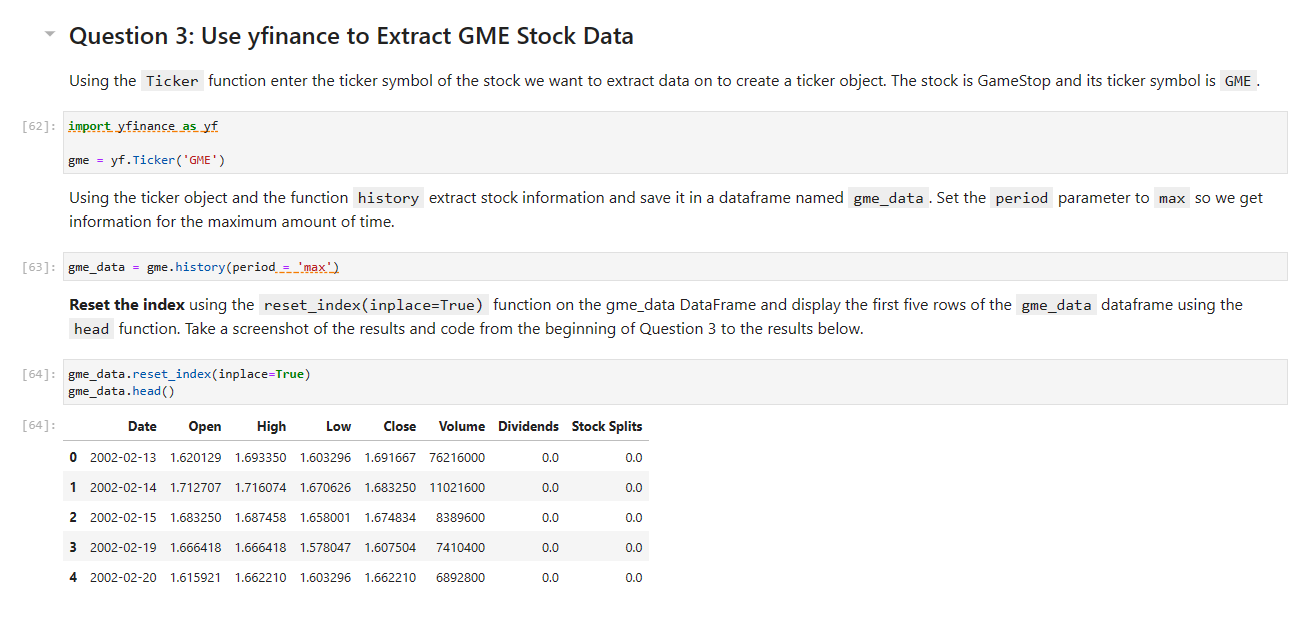 Question 3: Use yfinance to Extract GME Stock Data
Using the Ticker function enter the ticker symbol of the stock we want to extract data on to create a ticker object. The stock is GameStop and its ticker symbol is GME .
[62]: import yfinance as yf
gme = yf.Ticker('GME')
Using the ticker object and the function history extract stock information and save it in a dataframe named gme_data . Set the period parameter to max so we get
information for the maximum amount of time.
[63]: gme_data = gme.history(period = 'max')
Reset the index using the reset_index(inplace=True) function on the gme_data DataFrame and display the first five rows of the gme_data dataframe using the
head function. Take a screenshot of the results and code from the beginning of Question 3 to the results below.
[64]: gme_data.reset_index(inplace=True)
gme_data.head()
[64]: Date Open High Low Close Volume Dividends Stock Splits
0 2002-02-13 1.620129 1.693350 1.603296 1.691667 76216000 0.0 0.0
1 2002-02-14 1.712707 1.716074 1.670626 1.683250 11021600 0.0 0.0
2 2002-02-15 1.683250 1.687458 1.658001 1.674834 8389600 0.0 0.0
3 2002-02-19 1.666418 1.666418 1.578047 1.607504 7410400 0.0 0.0
4 2002-02-20 1.615921 1.662210 1.603296 1.662210 6892800 0.0 0.0